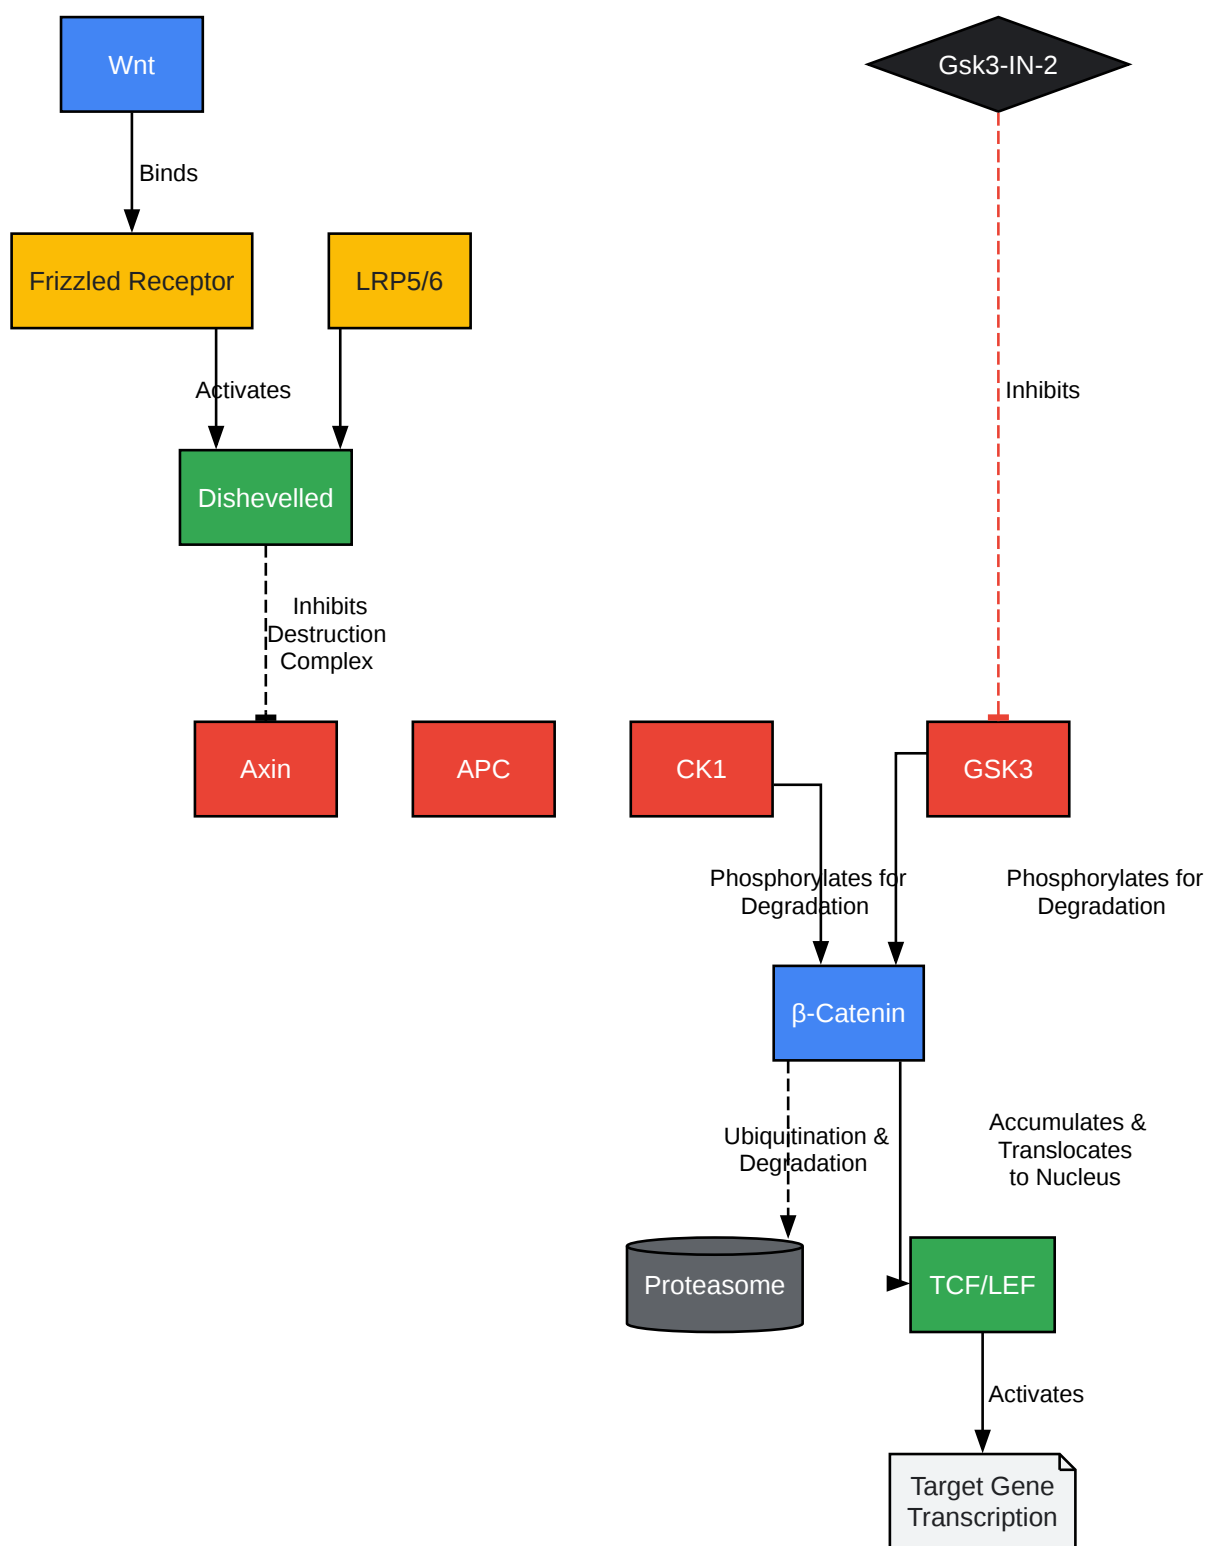 Wnt
Gsk3-IN-2
Binds
Frizzled Receptor
LRP5/6
Activates
Inhibits
Dishevelled
Inhibits
Destruction
Complex
Axin
APC
CK1
GSK3
Phosphorylates for
Degradation
Phosphorylates for
Degradation
β-Catenin
Ubiquitination &
Degradation
Accumulates &
Translocates
to Nucleus
Proteasome
TCF/LEF
Activates
Target Gene
Transcription